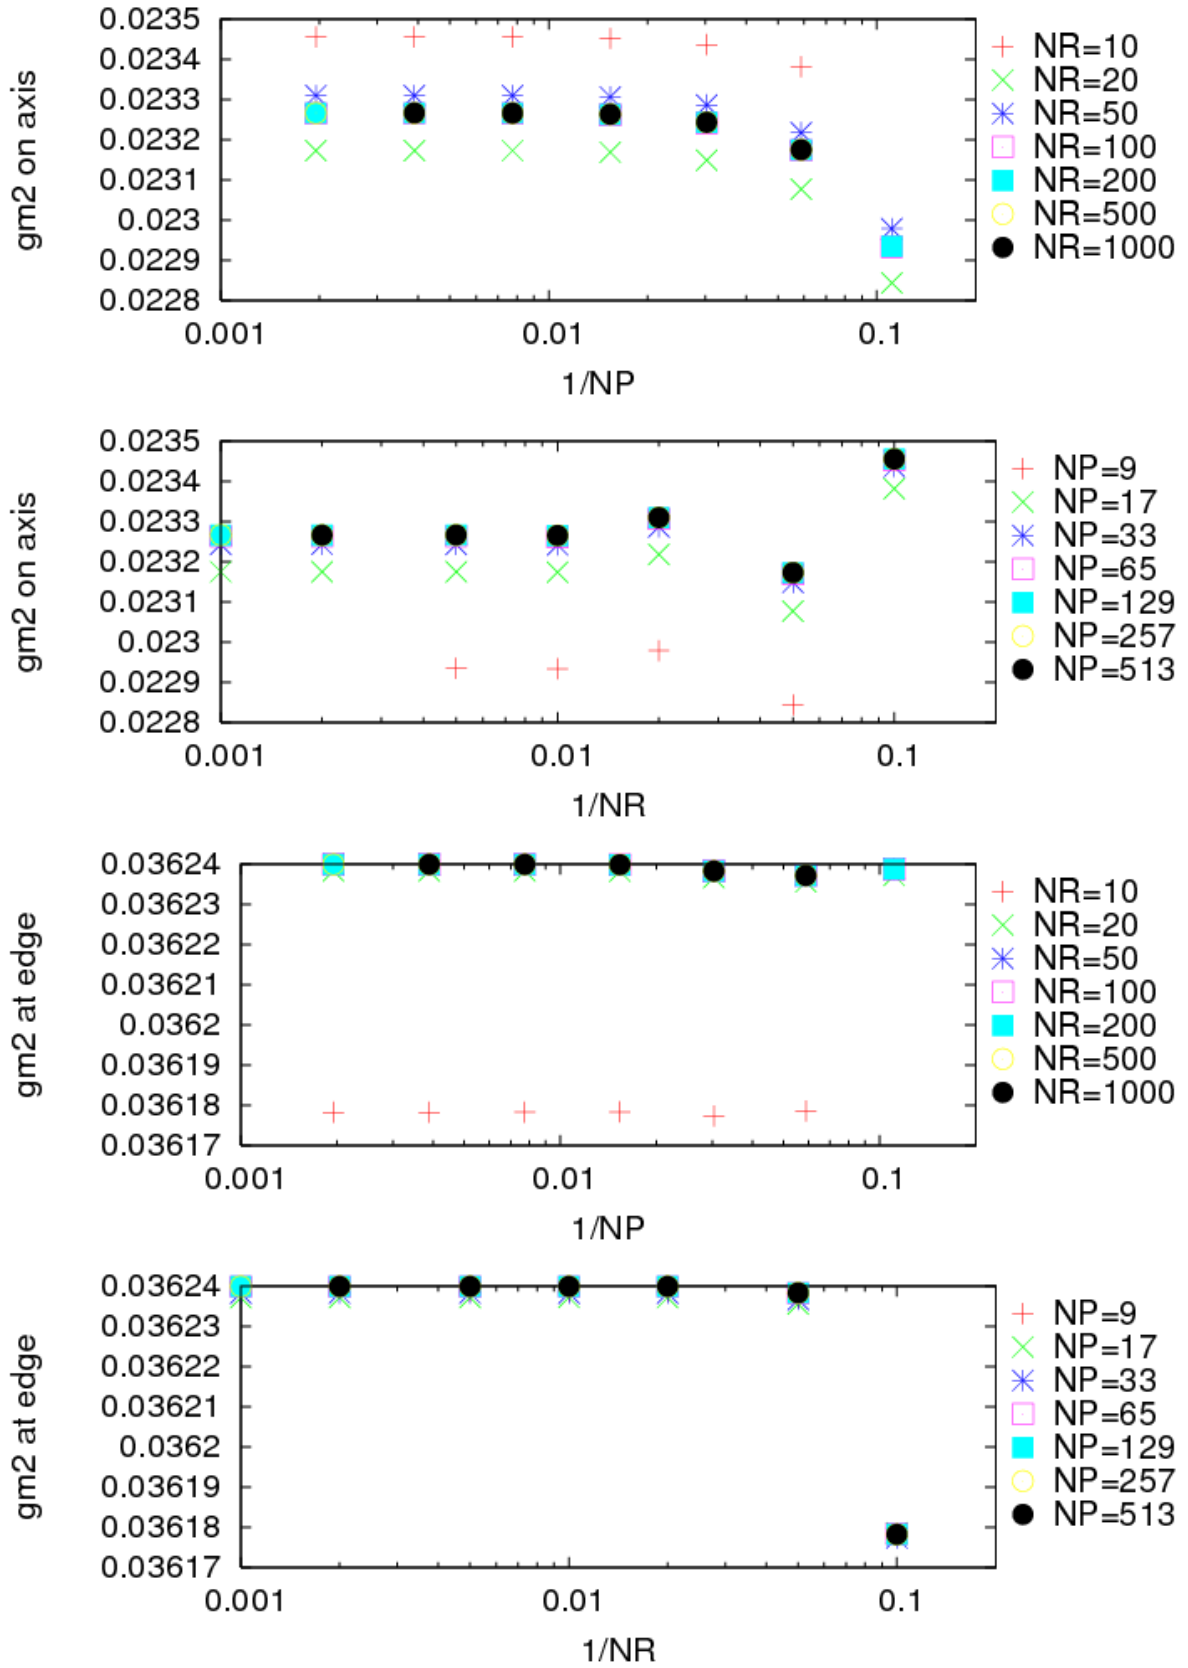 gm2 on axis
0.0235
0.0234
0.0233
0.0232
0.0231
0.023
0.0229
0.0228
0.001
0.01
0.1
1/NP
NR=10
NR=20
NR=50
NR=100
NR=200
NR=500
NR=1000
gm2 on axis
0.0235
0.0234
0.0233
0.0232
0.0231
0.023
0.0229
0.0228
0.001
0.01
0.1
1/NR
NP=9
NP=17
NP=33
NP=65
NP=129
NP=257
NP=513
gm2 at edge
0.03624
0.03623
0.03622
0.03621
0.0362
0.03619
0.03618
0.03617
0.001
0.01
0.1
1/NP
NR=10
NR=20
NR=50
NR=100
NR=200
NR=500
NR=1000
gm2 at edge
0.03624
0.03623
0.03622
0.03621
0.0362
0.03619
0.03618
0.03617
0.001
0.01
0.1
1/NR
NP=9
NP=17
NP=33
NP=65
NP=129
NP=257
NP=513